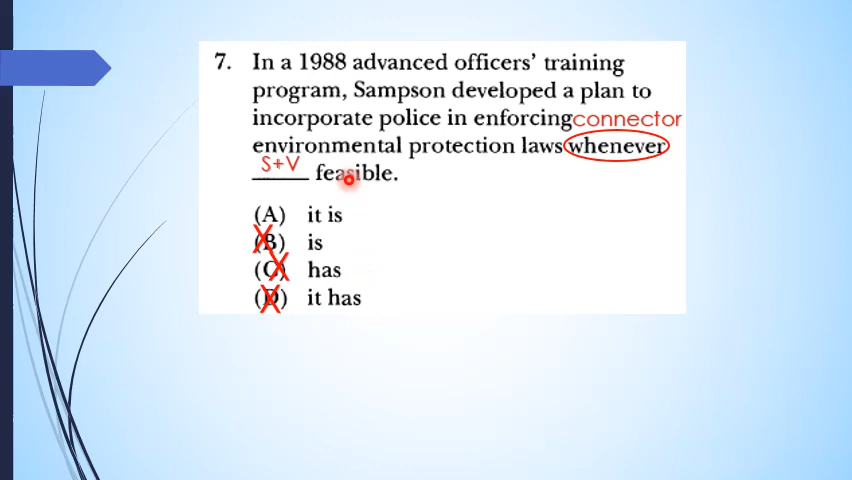 7. In a 1988 advanced officers' training
program, Sampson developed a plan to
incorporate police in enforcing connector
environmental protection laws whenever
S+V
____ feasible.
(A) it is
(B) is
(C) has
(D) it has